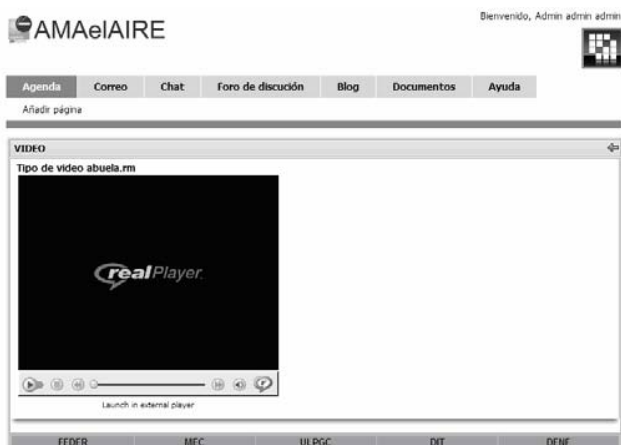 Bienvenido, Admin admin admin
AMAelAIRE
Agenda Correo Chat Foro de discución Blog Documentos Ayuda
Añadir página
VIDEO
Tipo de video abuela.rm
realPlayer.
Launch in external player
FEDER MEC ULPGC DIT DENE